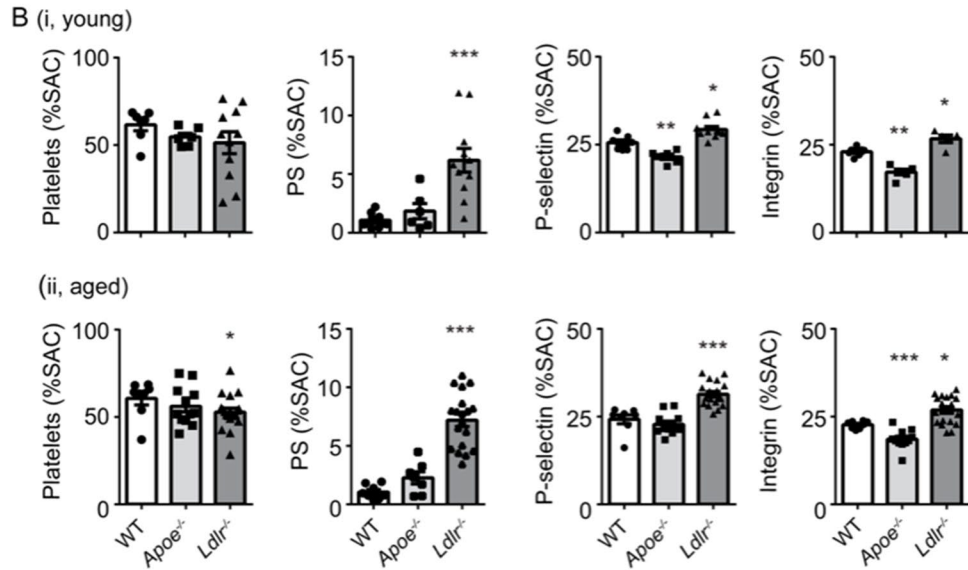 B (i, young)
Platelets (%SAC)
100
50
0
PS (%SAC)
15
10
5
0
***
P-selectin (%SAC)
50
25
0
**
*
Integrin (%SAC)
50
25
0
**
*
(ii, aged)
Platelets (%SAC)
100
50
0
*
WT
Apoe-/-
Ldlr-/-
PS (%SAC)
15
10
5
0
***
WT
Apoe-/-
Ldlr-/-
P-selectin (%SAC)
50
25
0
***
WT
Apoe-/-
Ldlr-/-
Integrin (%SAC)
50
25
0
***
*
WT
Apoe-/-
Ldlr-/-